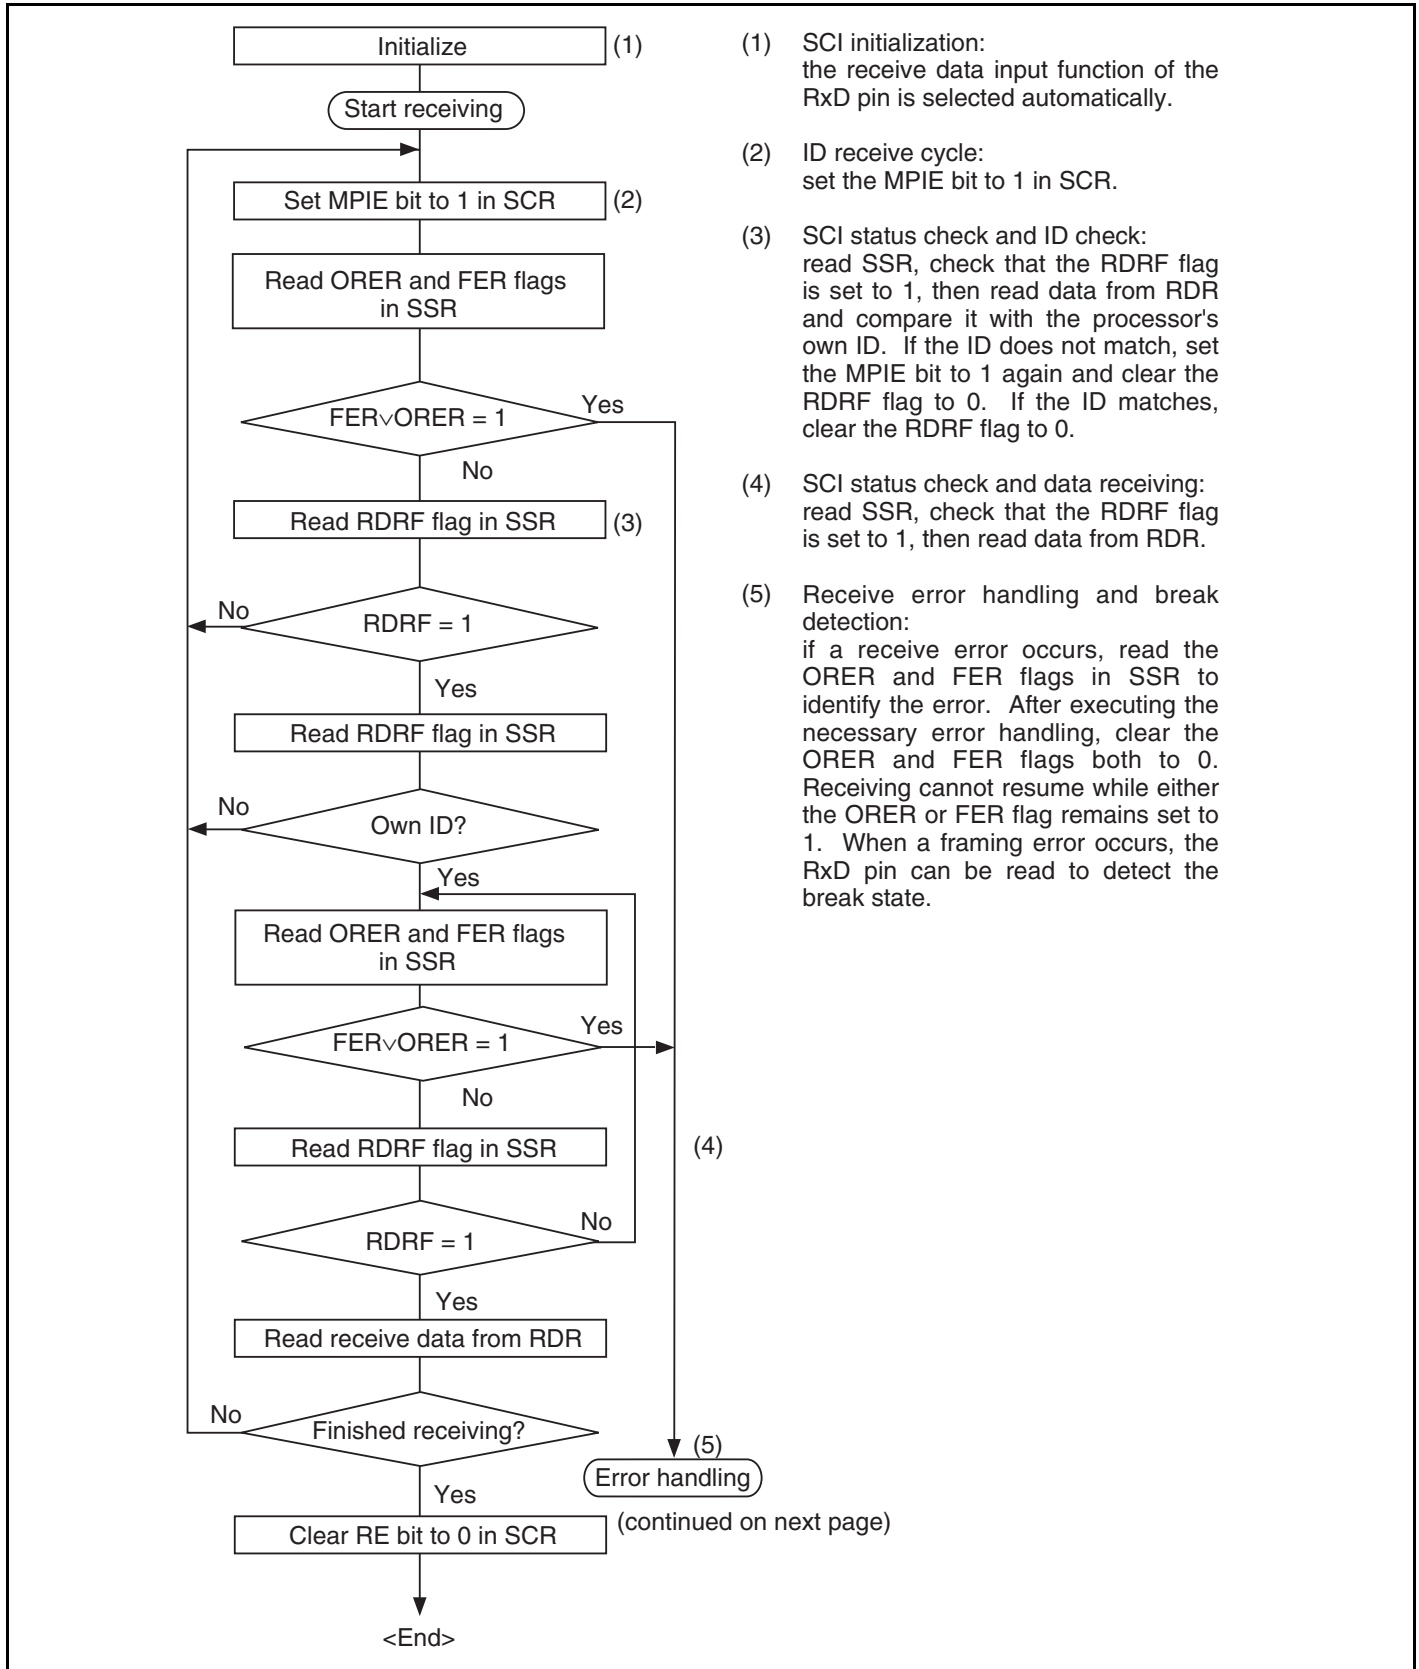 Initialize
(1)
Start receiving
Set MPIE bit to 1 in SCR
(2)
Read ORER and FER flags
in SSR
FER∨ORER = 1
Yes
No
Read RDRF flag in SSR
(3)
No
RDRF = 1
Yes
Read RDRF flag in SSR
No
Own ID?
Yes
Read ORER and FER flags
in SSR
FER∨ORER = 1
Yes
No
Read RDRF flag in SSR
(4)
RDRF = 1
No
Yes
Read receive data from RDR
No
Finished receiving?
(5)
Error handling
Yes
(continued on next page)
Clear RE bit to 0 in SCR
<End>
(1) SCI initialization:
the receive data input function of the
RxD pin is selected automatically.
(2) ID receive cycle:
set the MPIE bit to 1 in SCR.
(3) SCI status check and ID check:
read SSR, check that the RDRF flag
is set to 1, then read data from RDR
and compare it with the processor's
own ID. If the ID does not match, set
the MPIE bit to 1 again and clear the
RDRF flag to 0. If the ID matches,
clear the RDRF flag to 0.
(4) SCI status check and data receiving:
read SSR, check that the RDRF flag
is set to 1, then read data from RDR.
(5) Receive error handling and break
detection:
if a receive error occurs, read the
ORER and FER flags in SSR to
identify the error. After executing the
necessary error handling, clear the
ORER and FER flags both to 0.
Receiving cannot resume while either
the ORER or FER flag remains set to
1. When a framing error occurs, the
RxD pin can be read to detect the
break state.